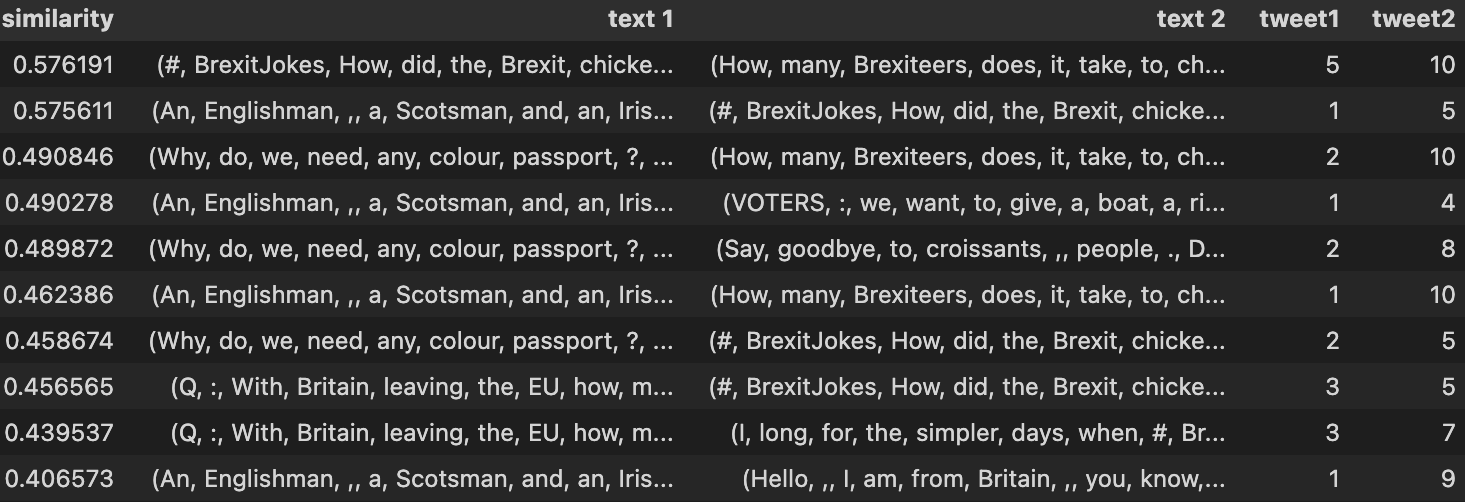 similarity text 1 text 2 tweet1 tweet2
0.576191 (#, BrexitJokes, How, did, the, Brexit, chicke... (How, many, Brexiteers, does, it, take, to, ch... 5 10
0.575611 (An, Englishman, ,, a, Scotsman, and, an, Iris... (#, BrexitJokes, How, did, the, Brexit, chicke... 1 5
0.490846 (Why, do, we, need, any, colour, passport, ?, ... (How, many, Brexiteers, does, it, take, to, ch... 2 10
0.490278 (An, Englishman, ,, a, Scotsman, and, an, Iris... (VOTERS, :, we, want, to, give, a, boat, a, ri... 1 4
0.489872 (Why, do, we, need, any, colour, passport, ?, ... (Say, goodbye, to, croissants, ,, people, ., D... 2 8
0.462386 (An, Englishman, ,, a, Scotsman, and, an, Iris... (How, many, Brexiteers, does, it, take, to, ch... 1 10
0.458674 (Why, do, we, need, any, colour, passport, ?, ... (#, BrexitJokes, How, did, the, Brexit, chicke... 2 5
0.456565 (Q, :, With, Britain, leaving, the, EU, how, m... (#, BrexitJokes, How, did, the, Brexit, chicke... 3 5
0.439537 (Q, :, With, Britain, leaving, the, EU, how, m... (I, long, for, the, simpler, days, when, #, Br... 3 7
0.406573 (An, Englishman, ,, a, Scotsman, and, an, Iris... (Hello, ,, I, am, from, Britain, ,, you, know,... 1 9